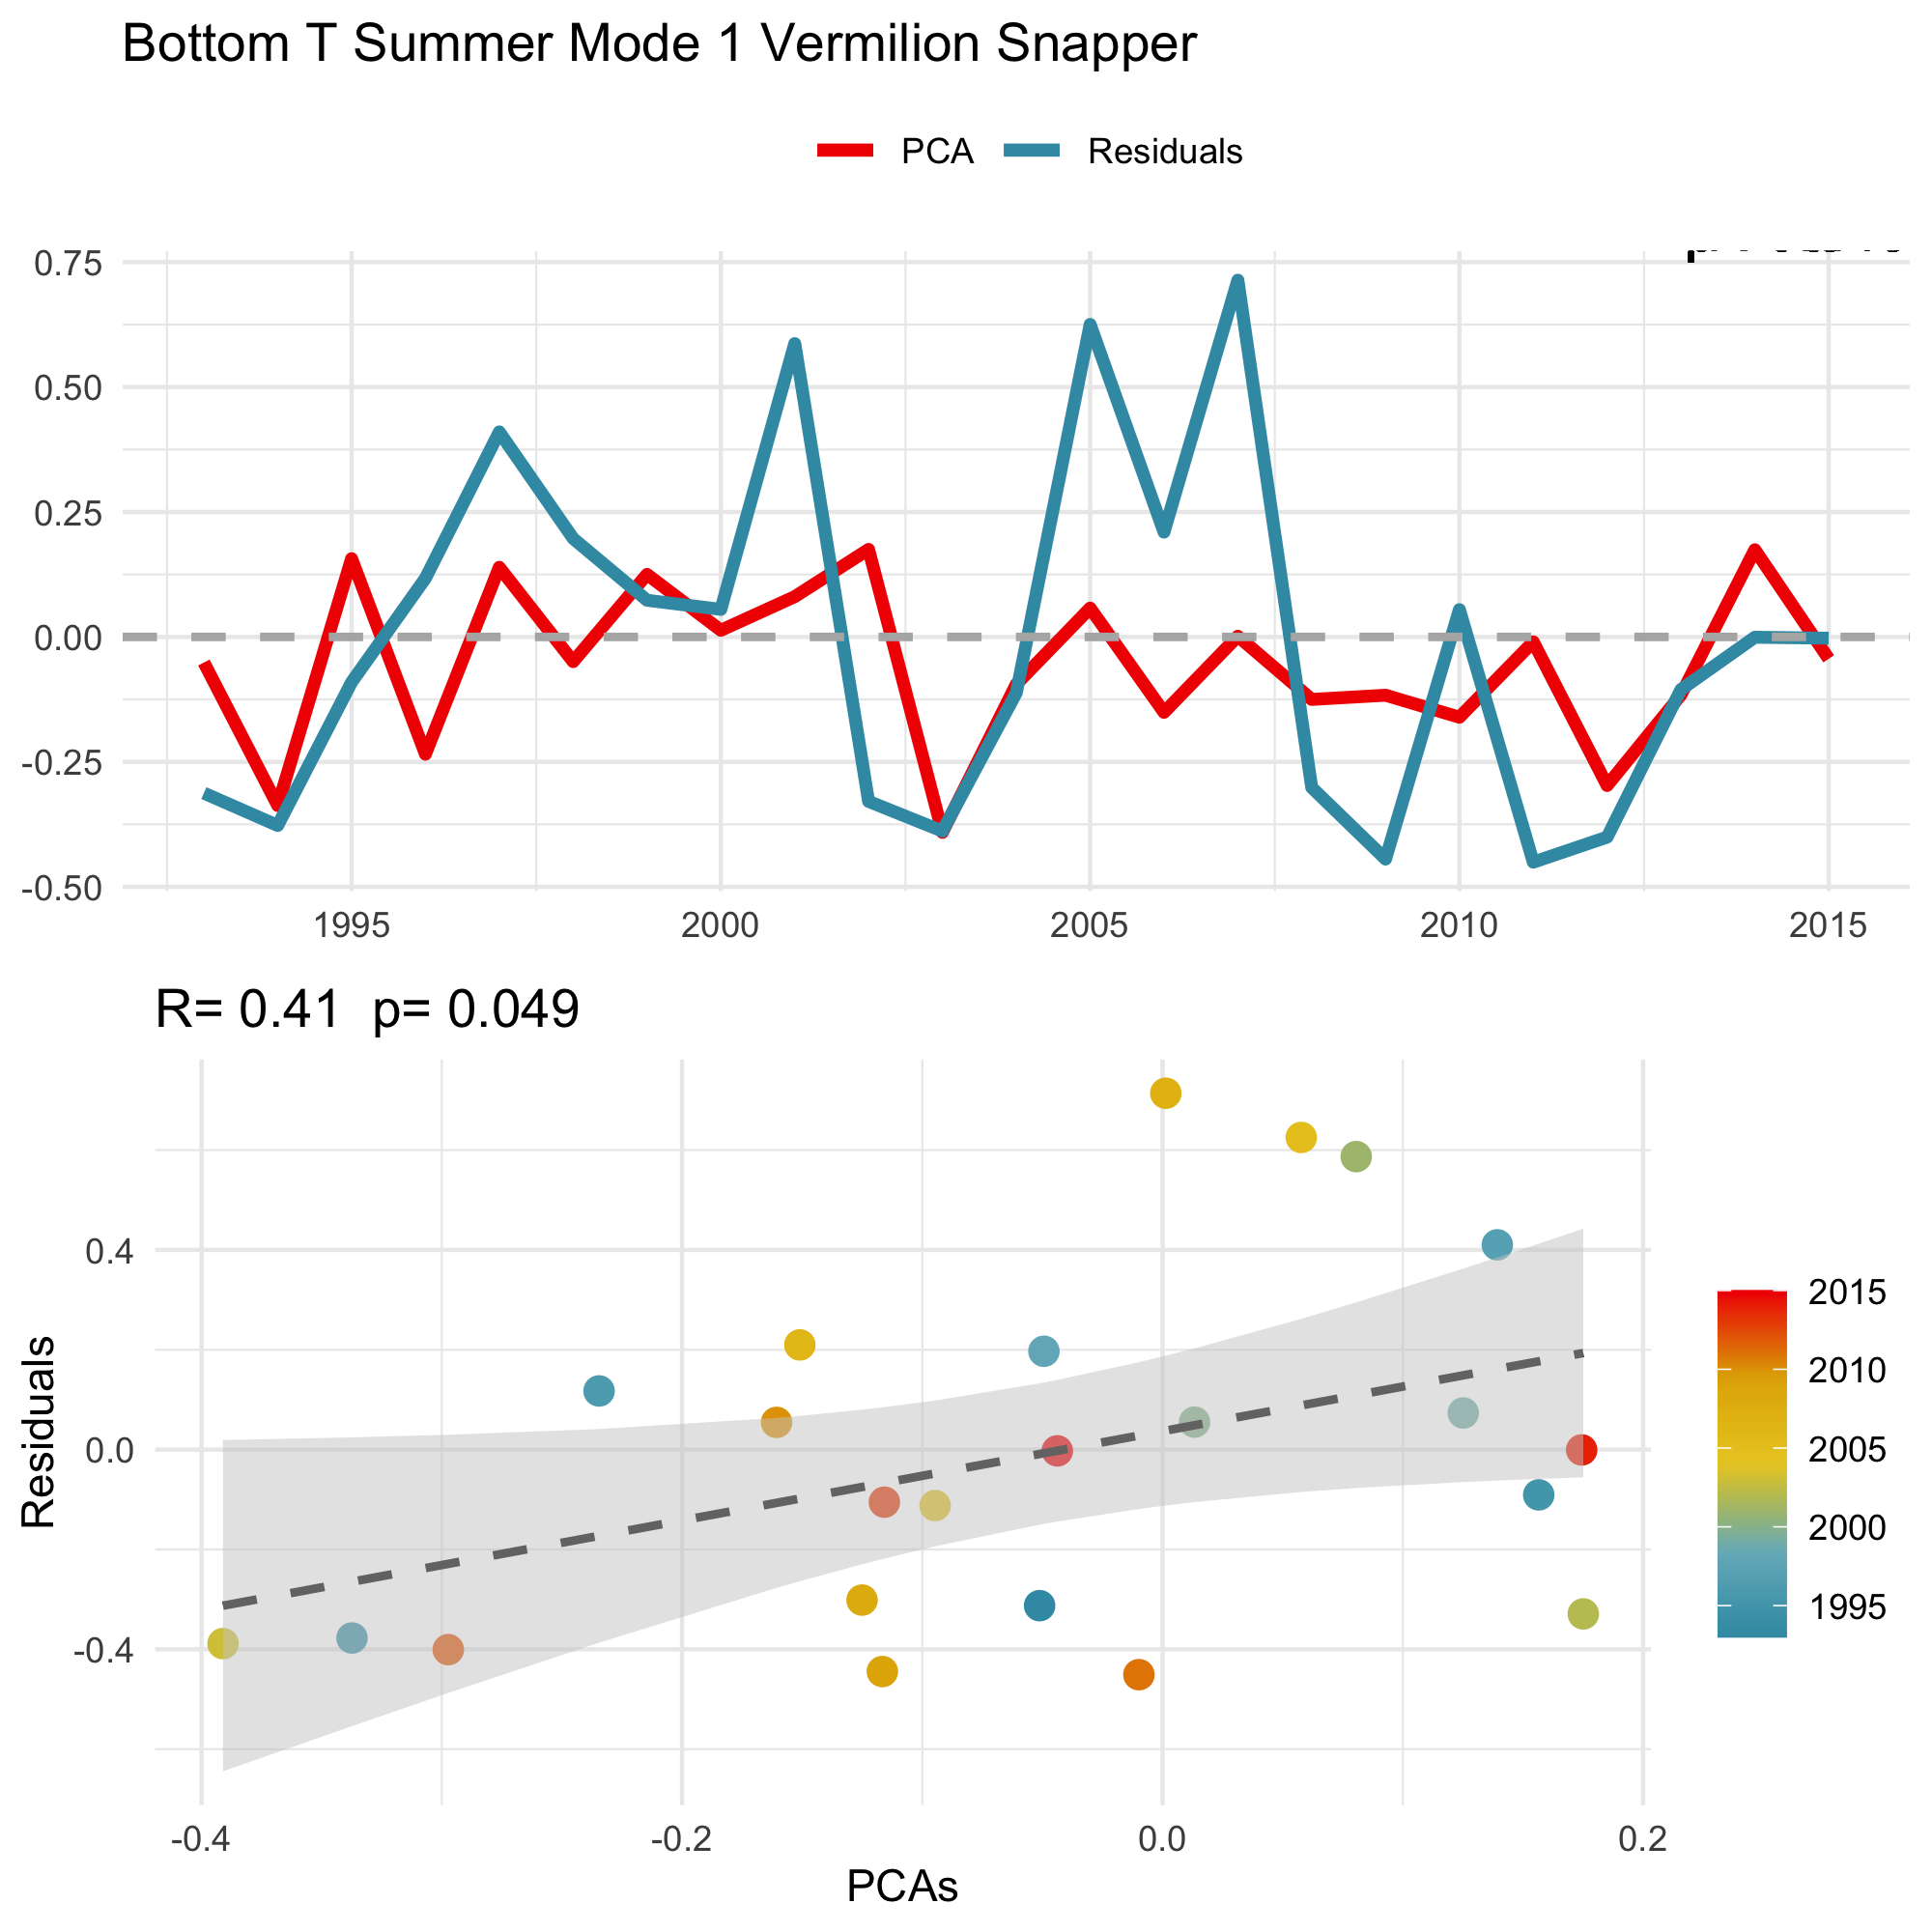 Bottom T Summer Mode 1 Vermilion Snapper
PCA Residuals
0.75
0.50
0.25
0.00
-0.25
-0.50
1995 2000 2005 2010 2015
R= 0.41 p= 0.049
Residuals
0.4
0.0
-0.4
-0.4 -0.2 0.0 0.2
PCAs
2015
2010
2005
2000
1995